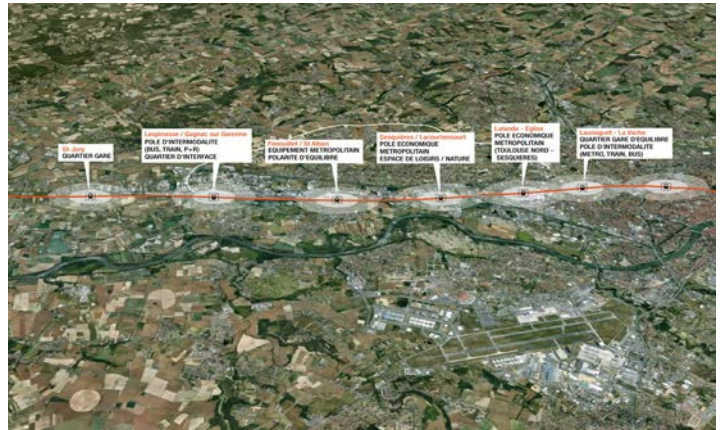 St-Jory
QUARTIER GARE
Lespinasse / Gagnac sur Garonne
POLE D'INTERMODALITE
(BUS, TRAIN, P+R)
QUARTIER D'INTERFACE
Fenouillet / St Alban
EQUIPEMENT METROPOLITAIN
POLARITE D'EQUILIBRE
Sesquières / Lacourtensourt
POLE ECONOMIQUE
METROPOLITAIN
ESPACE DE LOISIRS / NATURE
Lalande - Eglise
POLE ECONOMIQUE
METROPOLITAIN
(TOULOUSE NORD -
SESQUIERES)
Launaguet - La Vache
QUARTIER GARE D'EQUILIBRE
POLE D'INTERMODALITE
(METRO, TRAIN, BUS)